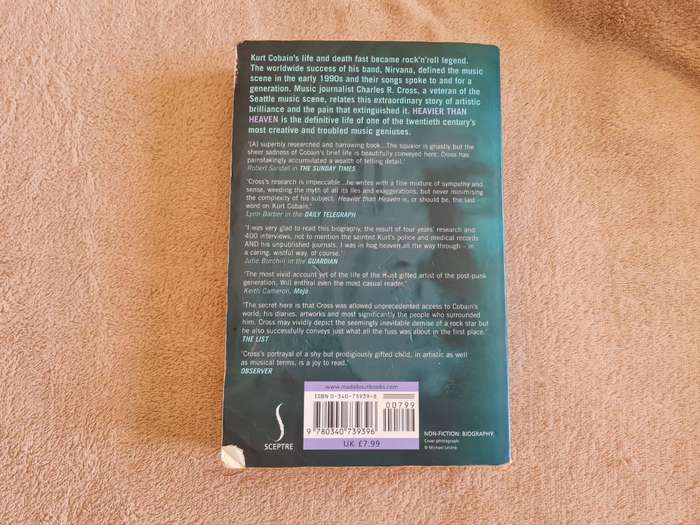 Kurt Cobain's life and death fast became rock'n'roll legend.
The worldwide success of his band, Nirvana, defined the music
scene in the early 1990s and their songs spoke to and for a
generation. Music journalist Charles R. Cross, a veteran of the
Seattle music scene, relates this extraordinary story of artistic
brilliance and the pain that extinguished it. HEAVIER THAN
HEAVEN is the definitive life of one of the twentieth century's
most creative and troubled music geniuses.
'[A] superbly researched and harrowing book...The squalor is ghastly but the
sheer sadness of Cobain's brief life is beautifully conveyed here. Cross has
painstakingly accumulated a wealth of telling detail.'
Robert Sandall in THE SUNDAY TIMES
'Cross's research is impeccable...he writes with a fine mixture of sympathy and
sense, weeding the myth of all its lies and exaggerations, but never minimising
the complexity of his subject. Heavier than Heaven is, or should be, the last
word on Kurt Cobain.'
Lynn Barber in the DAILY TELEGRAPH
'I was very glad to read this biography, the result of four years' research and
400 interviews, not to mention the sainted Kurt's police and medical records
AND his unpublished journals. I was in hog heaven all the way through – in
a caring, wistful way, of course.'
Julie Burchill in the GUARDIAN
'The most vivid account yet of the life of the most gifted artist of the post-punk
generation. Will enthral even the most casual reader.'
Keith Cameron, Mojo
'The secret here is that Cross was allowed unprecedented access to Cobain's
world; his diaries, artworks and most significantly the people who surrounded
him. Cross may vividly depict the seemingly inevitable demise of a rock star but
he also successfully conveys just what all the fuss was about in the first place.'
THE LIST
'Cross's portrayal of a shy but prodigiously gifted child, in artistic as well
as musical terms, is a joy to read.'
OBSERVER
www.madaboutbooks.com
ISBN 0-340-73939-8
00799
9 780340 739396
UK £7.99
SCEPTRE
NON-FICTION: BIOGRAPHY
Cover photograph:
© Michael Levine